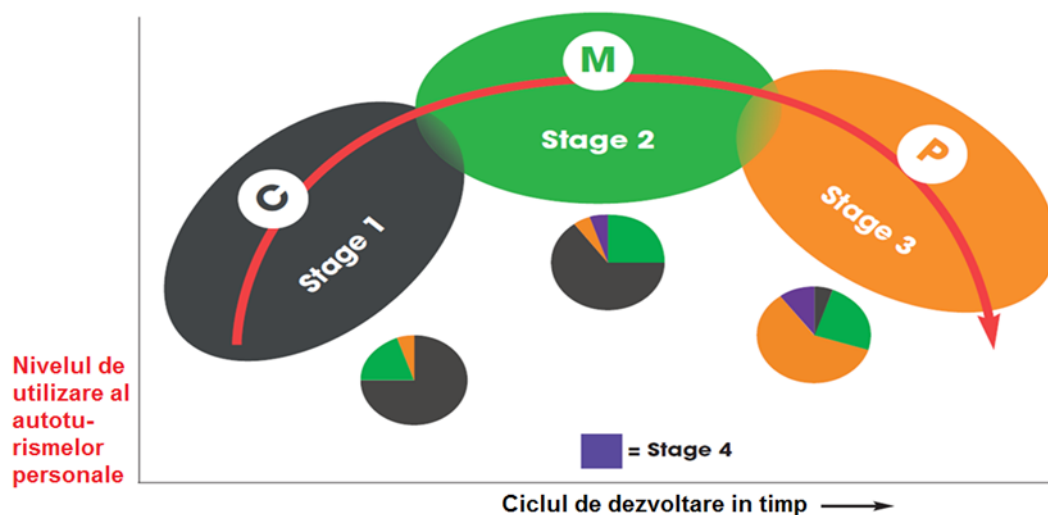 M
Stage 2
C
Stage 1
P
Stage 3
Nivelul de
utilizare al
autotu-
rismelor
personale
= Stage 4
Ciclul de dezvoltare in timp